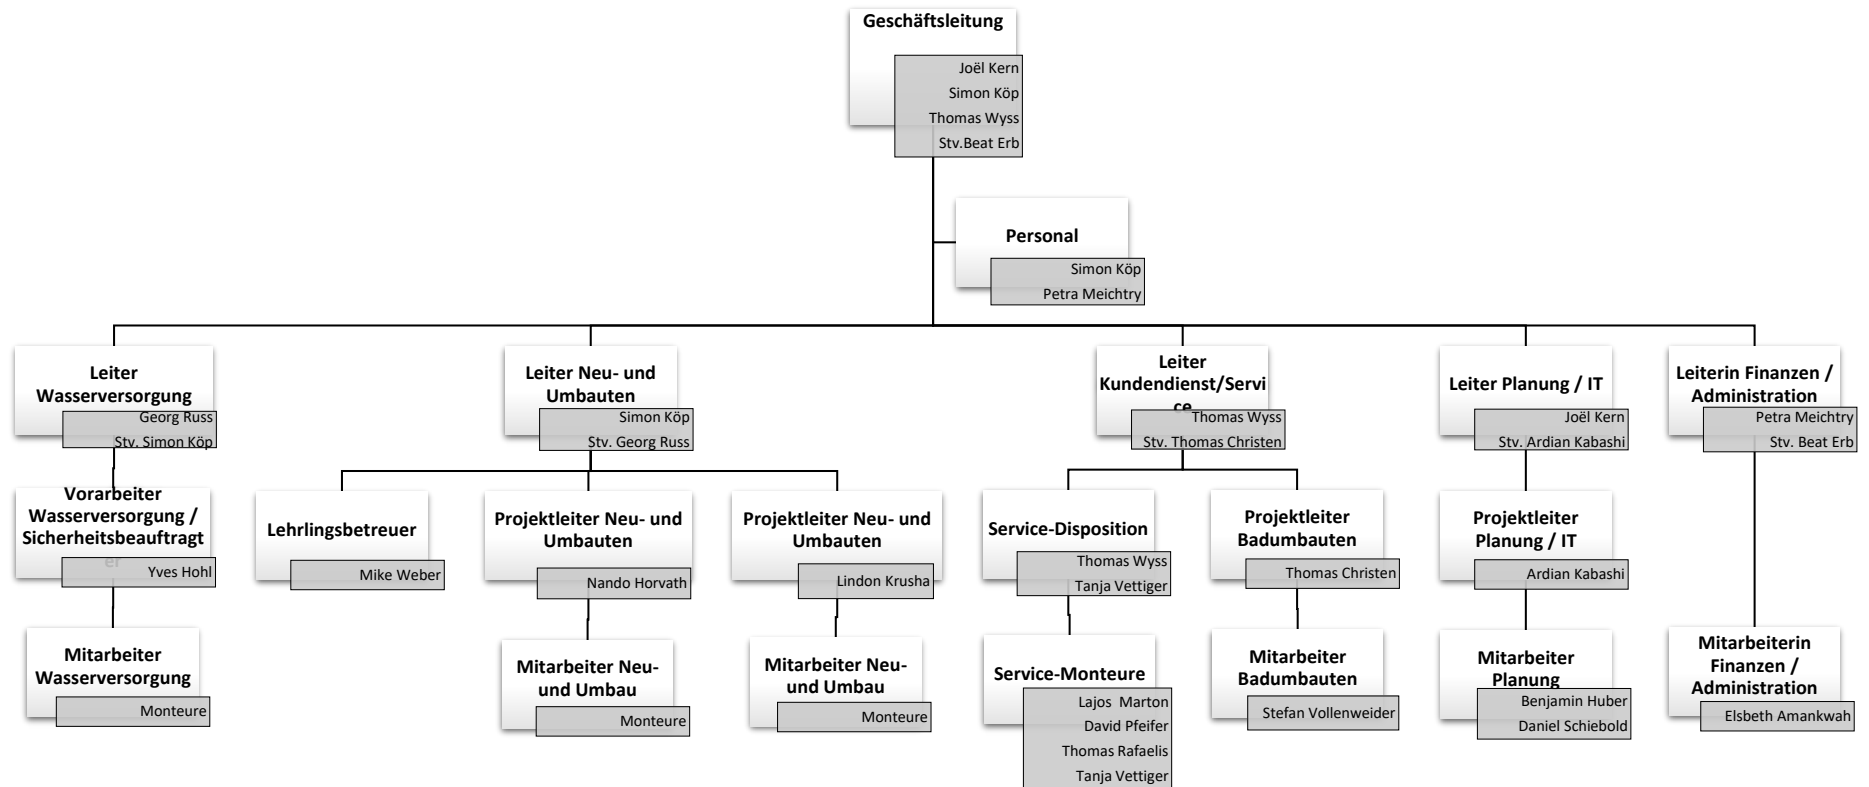 Geschäftsleitung
Joël Kern
Simon Köp
Thomas Wyss
Stv.Beat Erb
Personal
Simon Köp
Petra Meichtry
Leiter
Wasserversorgung
Georg Russ
Stv. Simon Köp
Leiter Neu- und
Umbauten
Simon Köp
Stv. Georg Russ
Leiter
Kundendienst/Servi
ce
Thomas Wyss
Stv. Thomas Christen
Leiter Planung / IT
Joël Kern
Stv. Ardian Kabashi
Leiterin Finanzen /
Administration
Petra Meichtry
Stv. Beat Erb
Vorarbeiter
Wasserversorgung /
Sicherheitsbeauftragt
er
Yves Hohl
Lehrlingsbetreuer
Mike Weber
Projektleiter Neu- und
Umbauten
Nando Horvath
Projektleiter Neu- und
Umbauten
Lindon Krusha
Service-Disposition
Thomas Wyss
Tanja Vettiger
Projektleiter
Badumbauten
Thomas Christen
Projektleiter
Planung / IT
Ardian Kabashi
Mitarbeiter
Wasserversorgung
Monteure
Mitarbeiter Neu-
und Umbau
Monteure
Mitarbeiter Neu-
und Umbau
Monteure
Service-Monteure
Lajos Marton
David Pfeifer
Thomas Rafaelis
Tanja Vettiger
Mitarbeiter
Badumbauten
Stefan Vollenweider
Mitarbeiter
Planung
Benjamin Huber
Daniel Schiebold
Mitarbeiterin
Finanzen /
Administration
Elsbeth Amankwah